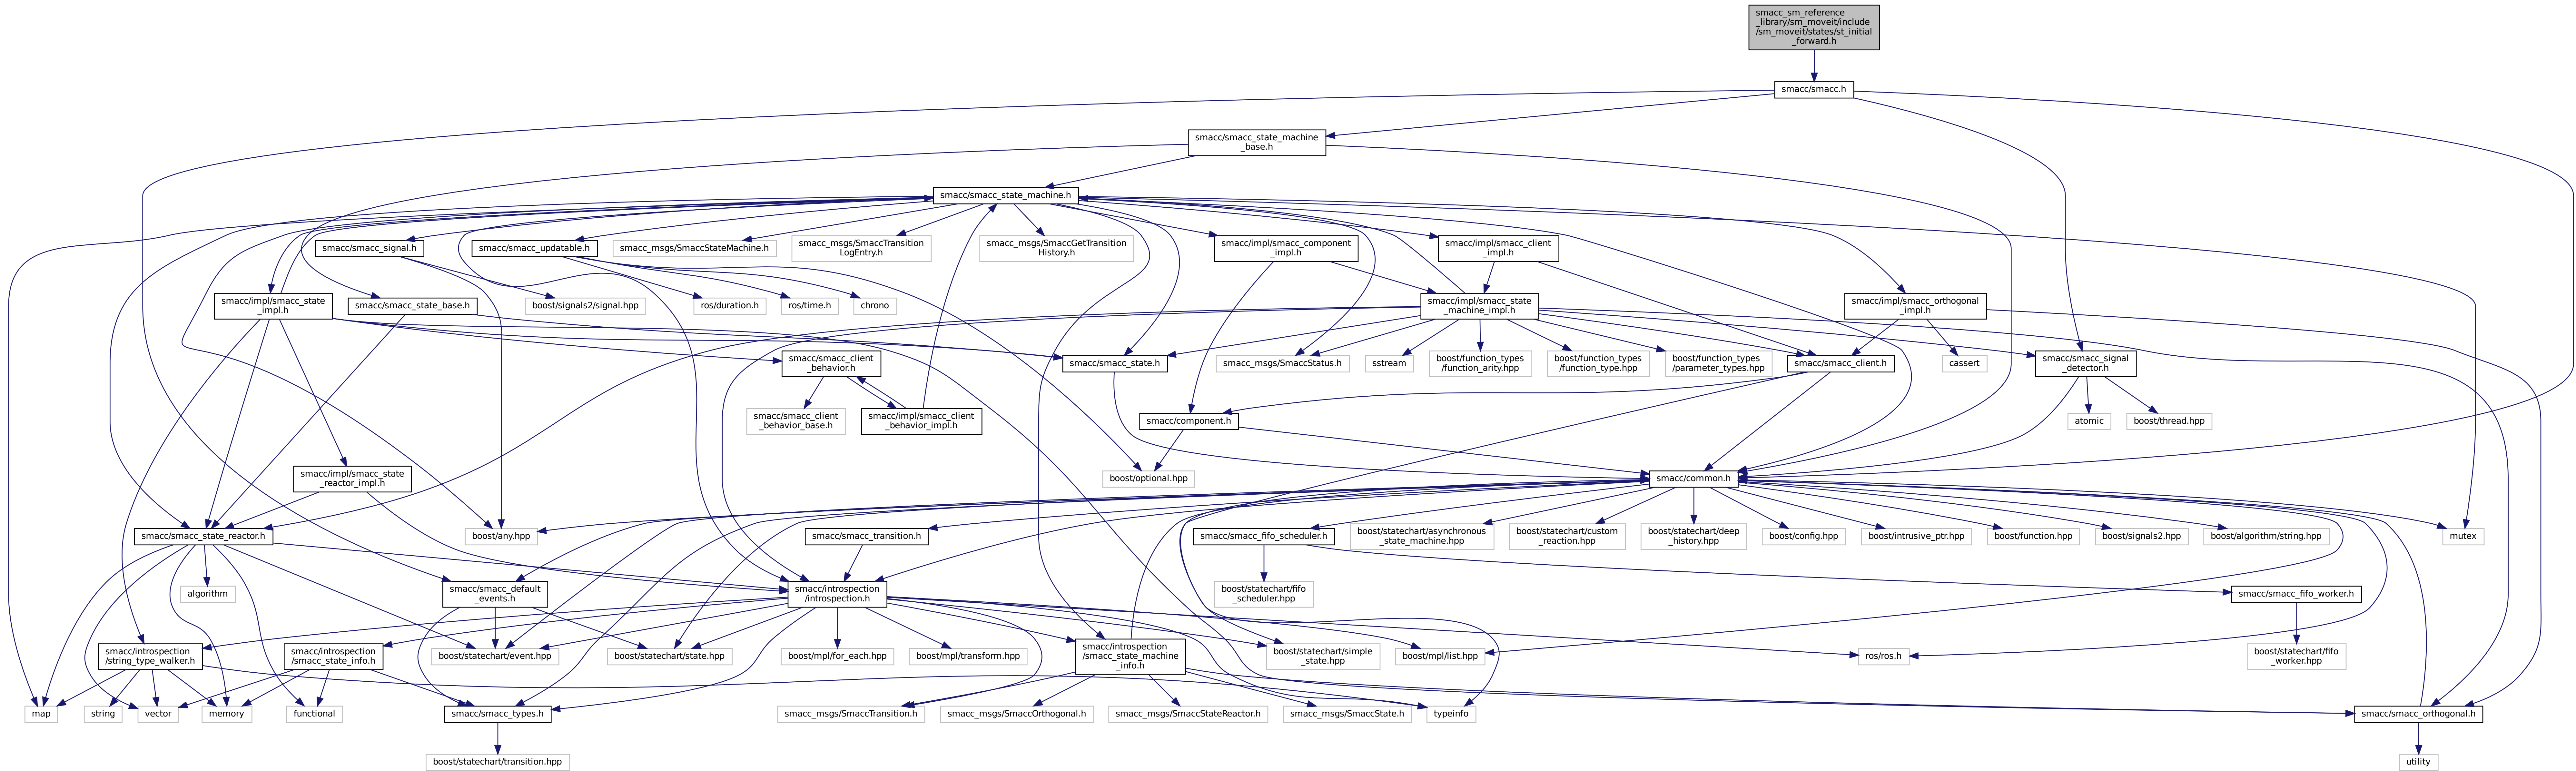 smacc_sm_reference
_library/sm_moveit/include
/sm_moveit/states/st_initial
_forward.h
smacc/smacc.h
smacc/smacc_state_machine
_base.h
smacc/smacc_state_machine.h
smacc/smacc_signal.h
smacc/smacc_updatable.h
smacc_msgs/SmaccStateMachine.h
smacc_msgs/SmaccTransition
LogEntry.h
smacc_msgs/SmaccGetTransition
History.h
smacc/impl/smacc_component
_impl.h
smacc/impl/smacc_client
_impl.h
smacc/impl/smacc_state
_impl.h
smacc/smacc_state_base.h
boost/signals2/signal.hpp
ros/duration.h
ros/time.h
chrono
smacc/impl/smacc_state
_machine_impl.h
smacc/impl/smacc_orthogonal
_impl.h
smacc/smacc_client
_behavior.h
smacc/smacc_state.h
smacc_msgs/SmaccStatus.h
sstream
boost/function_types
/function_arity.hpp
boost/function_types
/function_type.hpp
boost/function_types
/parameter_types.hpp
smacc/smacc_client.h
cassert
smacc/smacc_signal
_detector.h
smacc/smacc_client
_behavior_base.h
smacc/impl/smacc_client
_behavior_impl.h
smacc/component.h
atomic
boost/thread.hpp
smacc/impl/smacc_state
_reactor_impl.h
boost/optional.hpp
smacc/common.h
smacc/smacc_state_reactor.h
boost/any.hpp
smacc/smacc_transition.h
smacc/smacc_fifo_scheduler.h
boost/statechart/asynchronous
_state_machine.hpp
boost/statechart/custom
_reaction.hpp
boost/statechart/deep
_history.hpp
boost/config.hpp
boost/intrusive_ptr.hpp
boost/function.hpp
boost/signals2.hpp
boost/algorithm/string.hpp
mutex
algorithm
smacc/smacc_default
_events.h
smacc/introspection
/introspection.h
boost/statechart/fifo
_scheduler.hpp
smacc/smacc_fifo_worker.h
smacc/introspection
/string_type_walker.h
smacc/introspection
/smacc_state_info.h
boost/statechart/event.hpp
boost/statechart/state.hpp
boost/mpl/for_each.hpp
boost/mpl/transform.hpp
smacc/introspection
/smacc_state_machine
_info.h
boost/statechart/simple
_state.hpp
boost/mpl/list.hpp
ros/ros.h
boost/statechart/fifo
_worker.hpp
map
string
vector
memory
functional
smacc/smacc_types.h
smacc_msgs/SmaccTransition.h
smacc_msgs/SmaccOrthogonal.h
smacc_msgs/SmaccStateReactor.h
smacc_msgs/SmaccState.h
typeinfo
smacc/smacc_orthogonal.h
boost/statechart/transition.hpp
utility